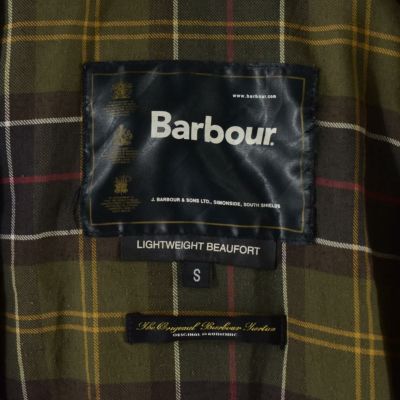 www.barbour.com
Barbour
J. BARBOUR & SONS LTD., SIMONSIDE, SOUTH SHIELDS
LIGHTWEIGHT BEAUFORT
S
The Original Barbour Tartan